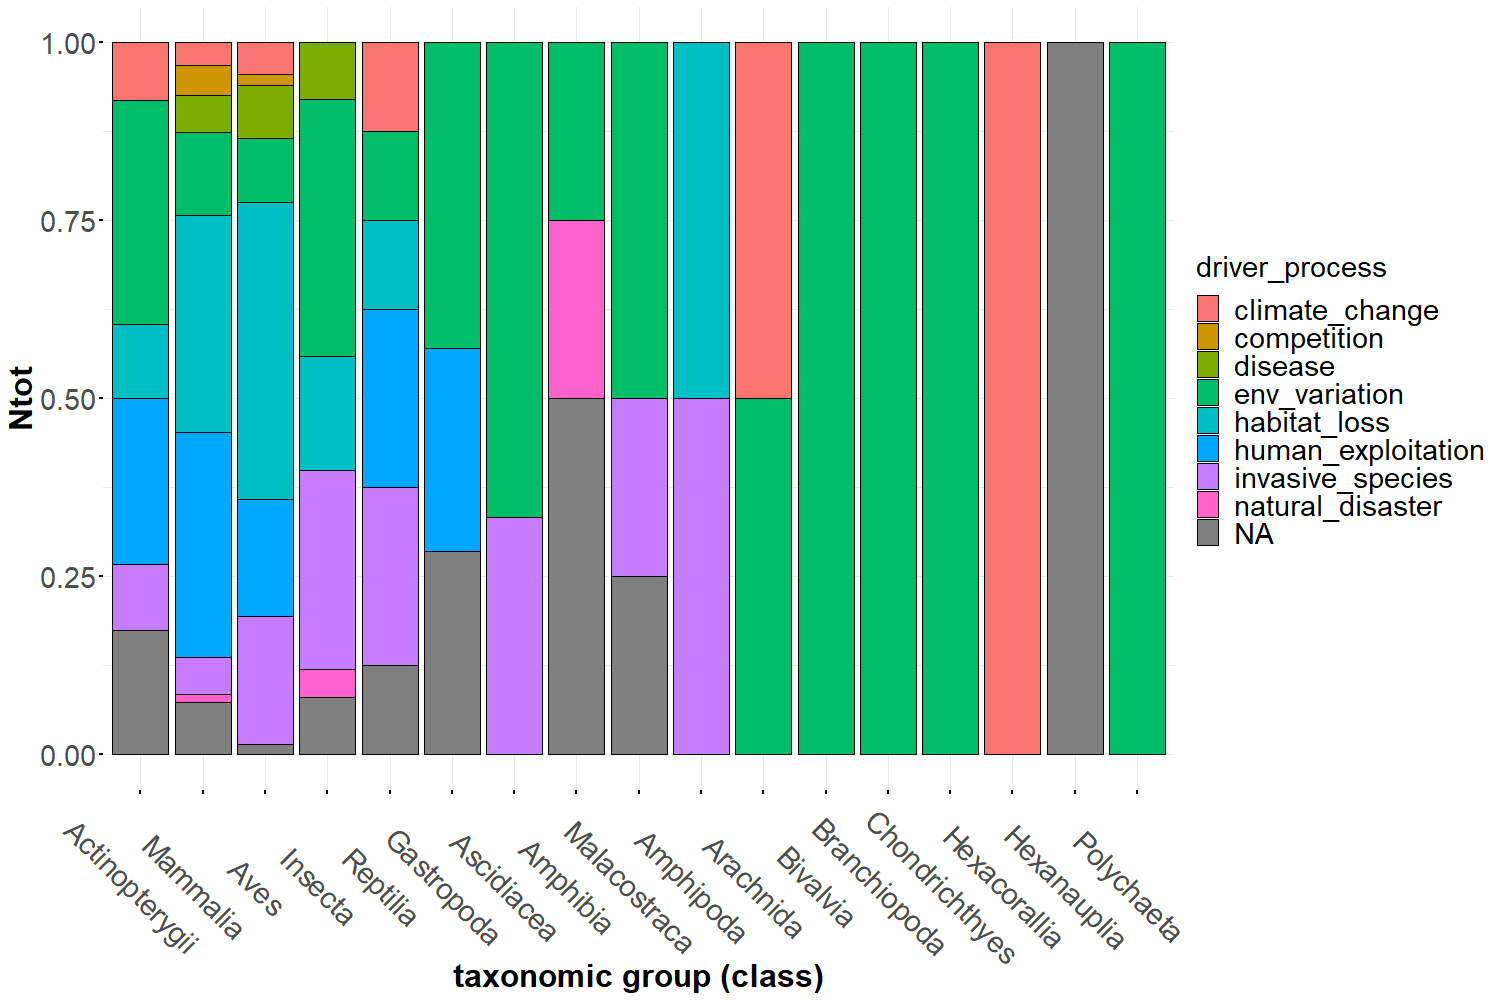 1.00
0.75
0.50
0.25
0.00
Ntot
Actinopterygii
Mammalia
Aves
Insecta
Reptilia
Gastropoda
Ascidiacea
Amphibia
Malacostraca
Amphipoda
Arachnida
Bivalvia
Branchiopoda
Chondrichthyes
Hexacorallia
Hexanauplia
Polychaeta
taxonomic group (class)
driver_process
climate_change
competition
disease
env_variation
habitat_loss
human_exploitation
invasive_species
natural_disaster
NA